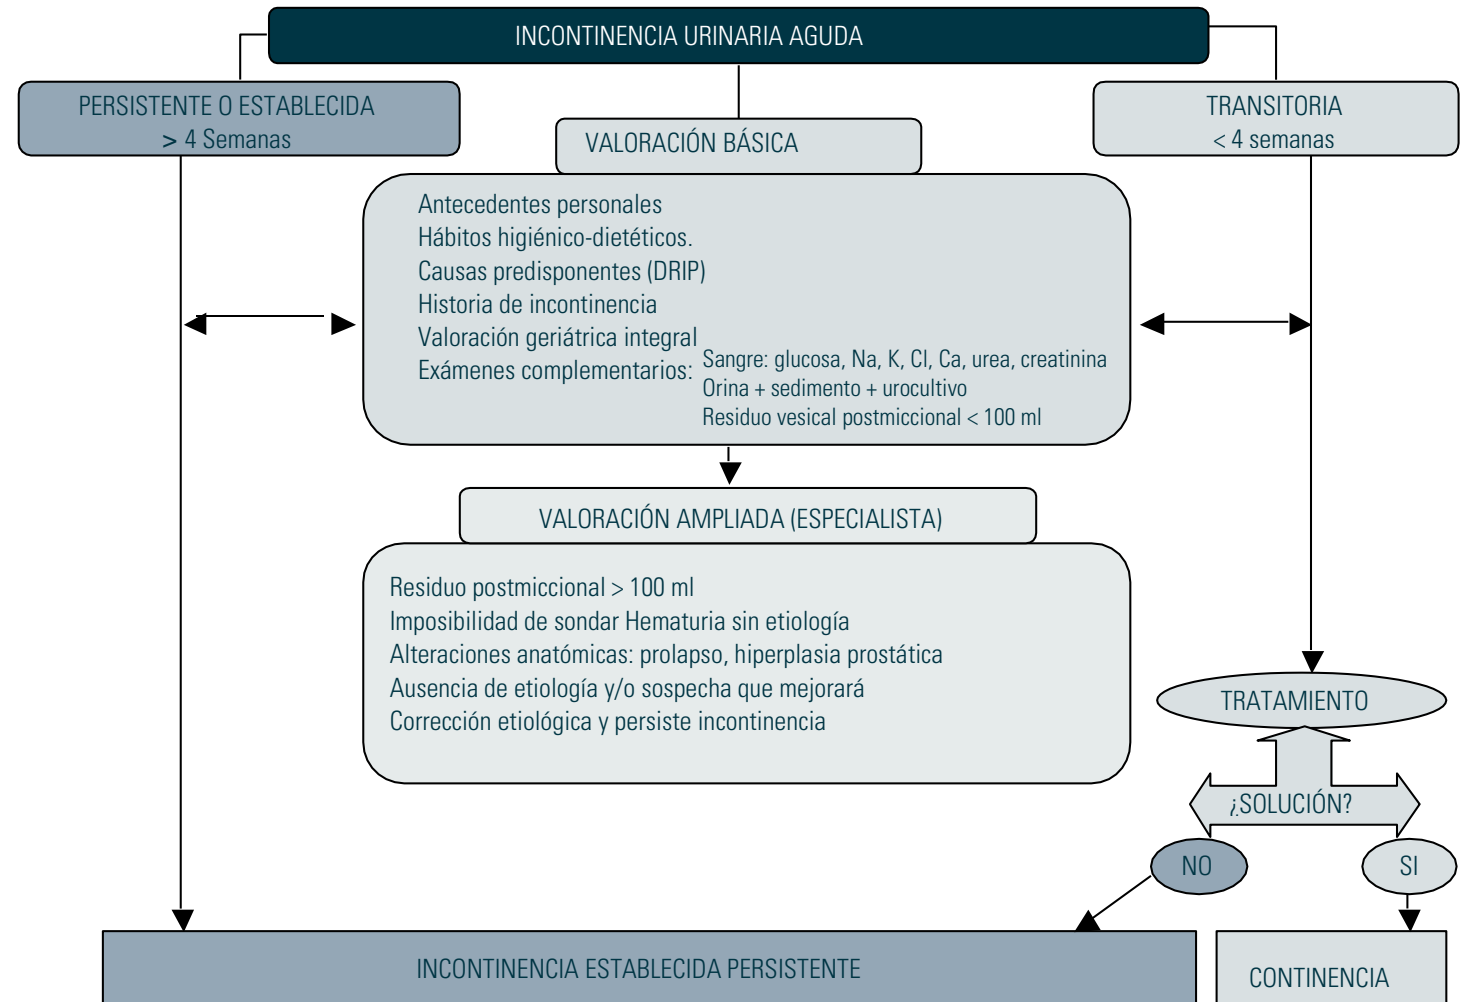 INCONTINENCIA URINARIA AGUDA
PERSISTENTE O ESTABLECIDA
> 4 Semanas
VALORACIÓN BÁSICA
TRANSITORIA
< 4 semanas
Antecedentes personales
Hábitos higiénico-dietéticos.
Causas predisponentes (DRIP)
Historia de incontinencia
Valoración geriátrica integral
Exámenes complementarios:
Sangre: glucosa, Na, K, Cl, Ca, urea, creatinina
Orina + sedimento + urocultivo
Residuo vesical postmiccional < 100 ml
VALORACIÓN AMPLIADA (ESPECIALISTA)
Residuo postmiccional > 100 ml
Imposibilidad de sondar Hematuria sin etiología
Alteraciones anatómicas: prolapso, hiperplasia prostática
Ausencia de etiología y/o sospecha que mejorará
Corrección etiológica y persiste incontinencia
TRATAMIENTO
¿SOLUCIÓN?
NO
SI
INCONTINENCIA ESTABLECIDA PERSISTENTE
CONTINENCIA